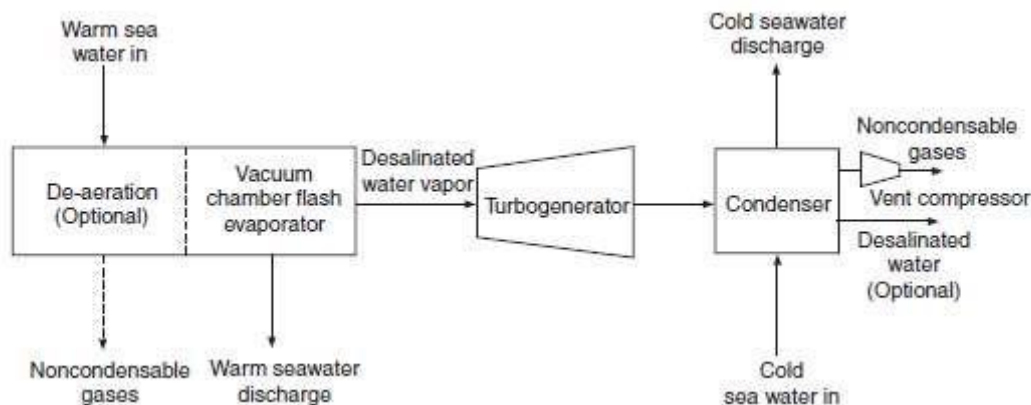 Warm sea
water in
De-aeration
(Optional)
Vacuum
chamber flash
evaporator
Noncondensable
gases
Warm seawater
discharge
Desalinated
water vapor
Turbogenerator
Cold seawater
discharge
Condenser
Cold
sea water in
Noncondensable
gases
Vent compressor
Desalinated
water
(Optional)